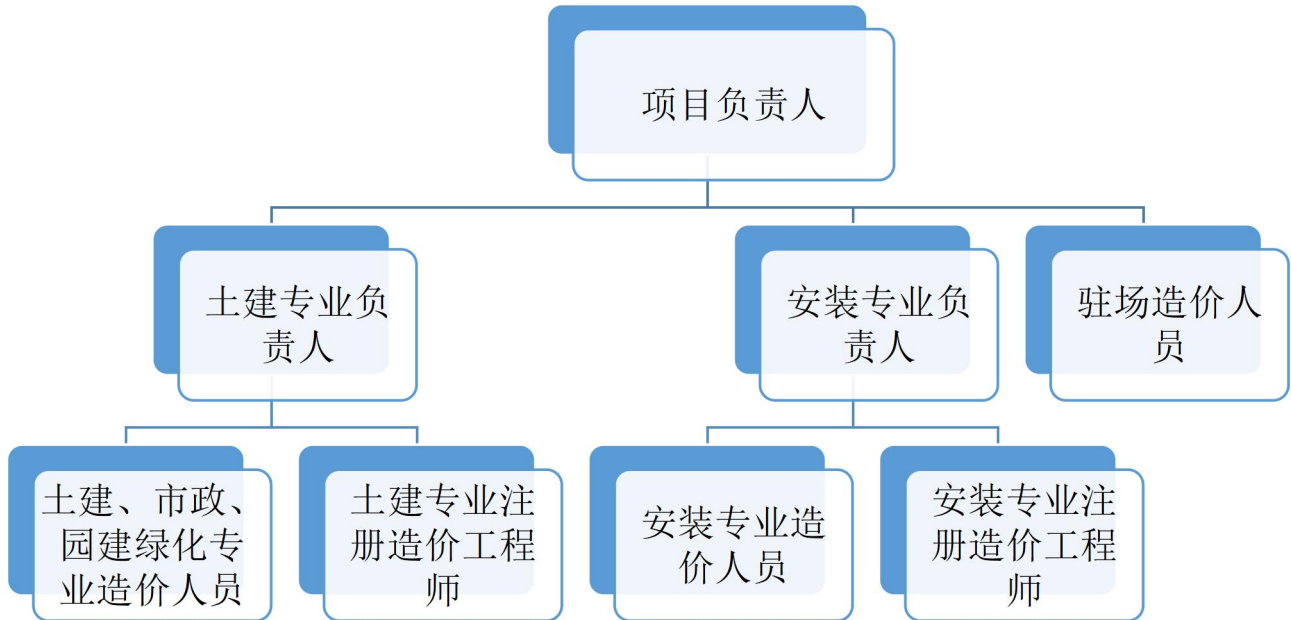 项目负责人
土建专业负
责人
安装专业负
责人
驻场造价人
员
土建、市政、
园建绿化专
业造价人员
土建专业注
册造价工程
师
安装专业造
价人员
安装专业注
册造价工程
师